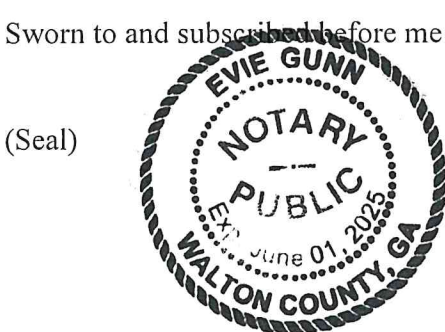 Sworn to and subscribed before me
(Seal)
EVIE GUNN
NOTARY
PUBLIC
Exp. June 01, 2025
WALTON COUNTY, GA